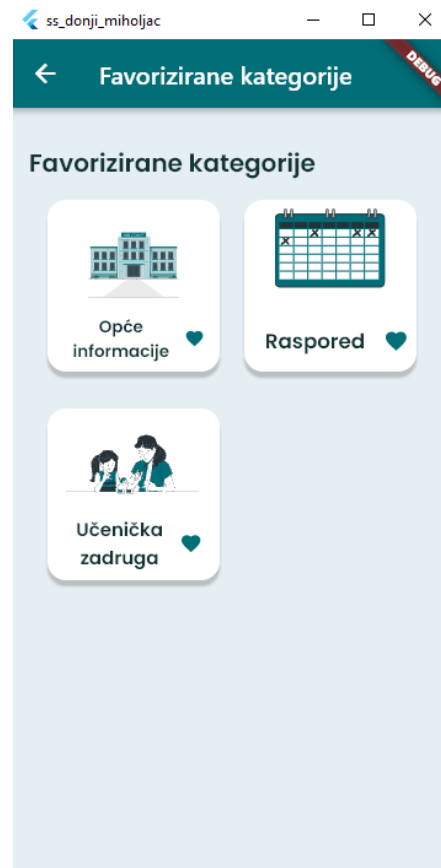 ss_donji_miholjac
Favorizirane kategorije
DEBUG
Favorizirane kategorije
Opće
informacije
Raspored
Učenička
zadruga